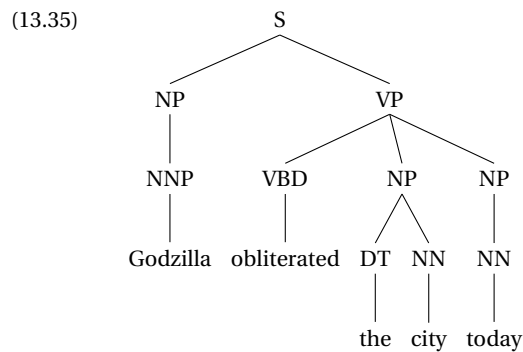 (13.35) S
NP VP
NNP VBD NP NP
Godzilla obliterated DT NN NN
the city today